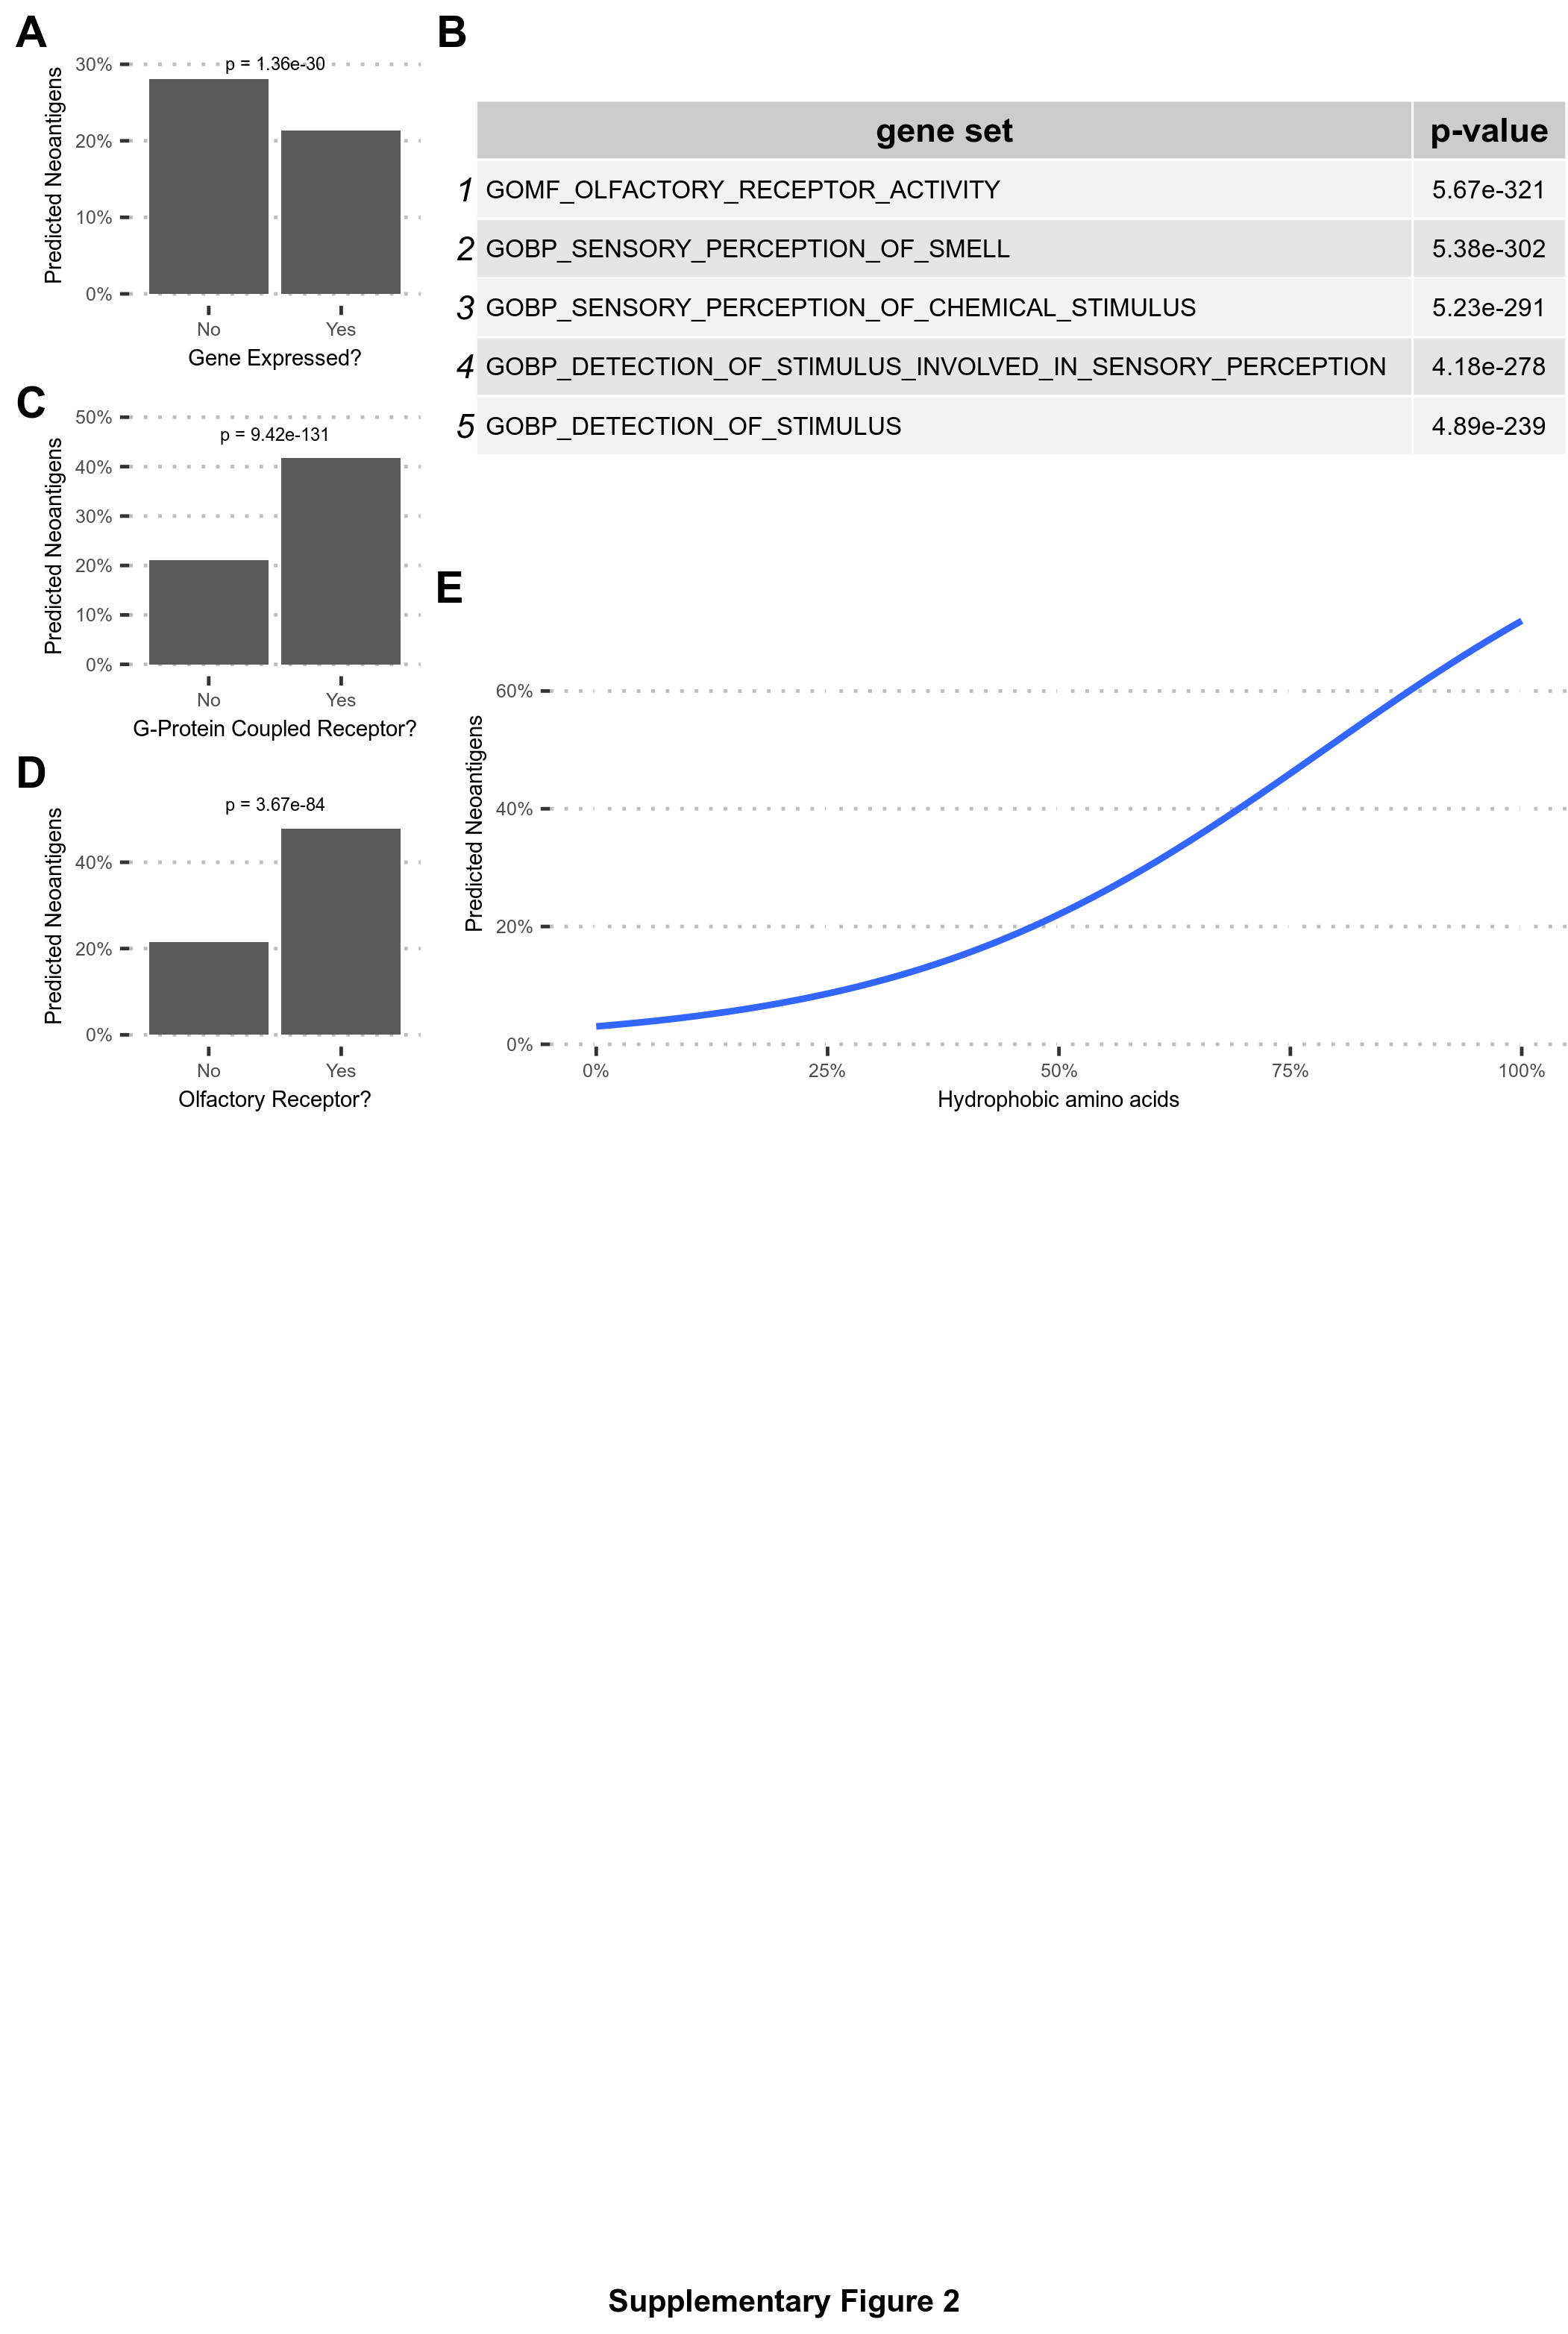 A
Predicted Neoantigens
30%
20%
10%
0%
p = 1.36e-30
No Yes
Gene Expressed?
B
gene set p-value
1 GOMF_OLFACTORY_RECEPTOR_ACTIVITY 5.67e-321
2 GOBP_SENSORY_PERCEPTION_OF_SMELL 5.38e-302
3 GOBP_SENSORY_PERCEPTION_OF_CHEMICAL_STIMULUS 5.23e-291
4 GOBP_DETECTION_OF_STIMULUS_INVOLVED_IN_SENSORY_PERCEPTION 4.18e-278
5 GOBP_DETECTION_OF_STIMULUS 4.89e-239
C
Predicted Neoantigens
50%
40%
30%
20%
10%
0%
p = 9.42e-131
No Yes
G-Protein Coupled Receptor?
D
Predicted Neoantigens
40%
20%
0%
p = 3.67e-84
No Yes
Olfactory Receptor?
E
Predicted Neoantigens
60%
40%
20%
0%
0% 25% 50% 75% 100%
Hydrophobic amino acids
Supplementary Figure 2